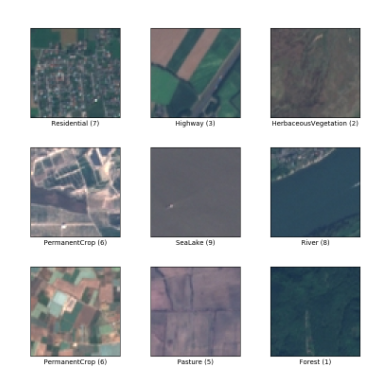 Residential (7)
Highway (3)
HerbaceousVegetation (2)
PermanentCrop (6)
SeaLake (9)
River (8)
PermanentCrop (6)
Pasture (5)
Forest (1)